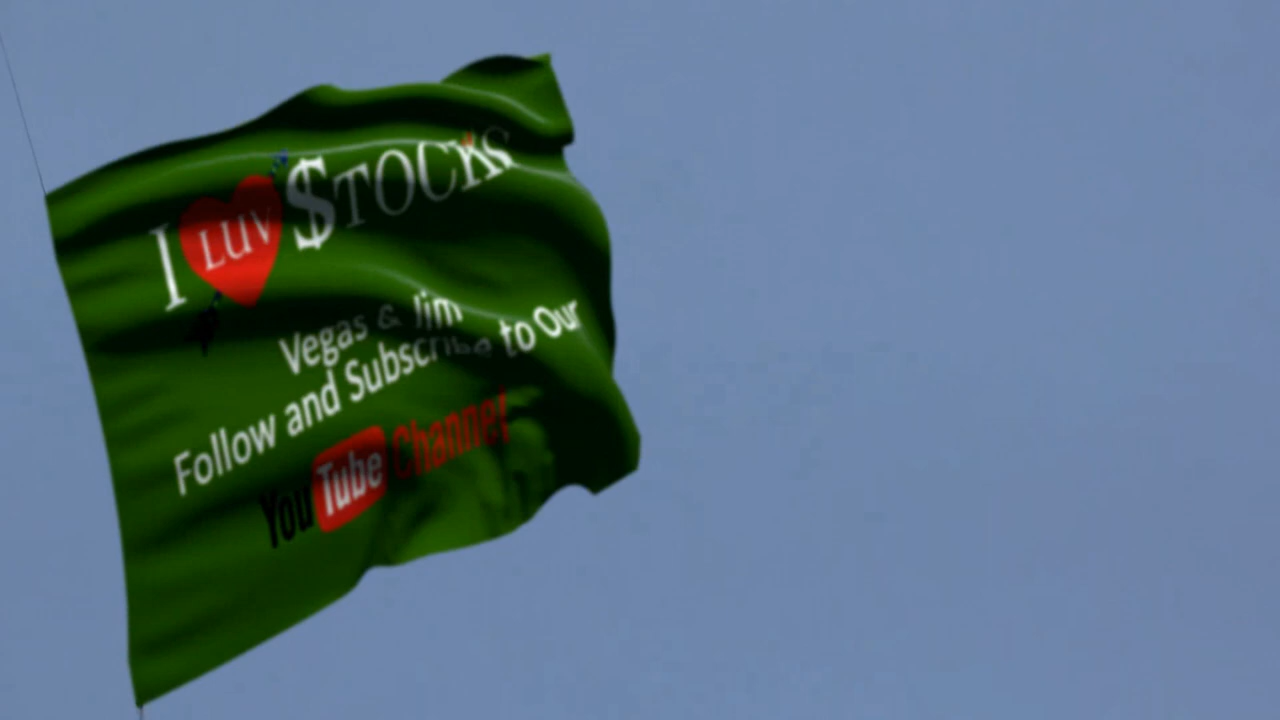 I LUV $TOCKS
Vegas & Jim
Follow and Subscribe to Our
YouTube Channel